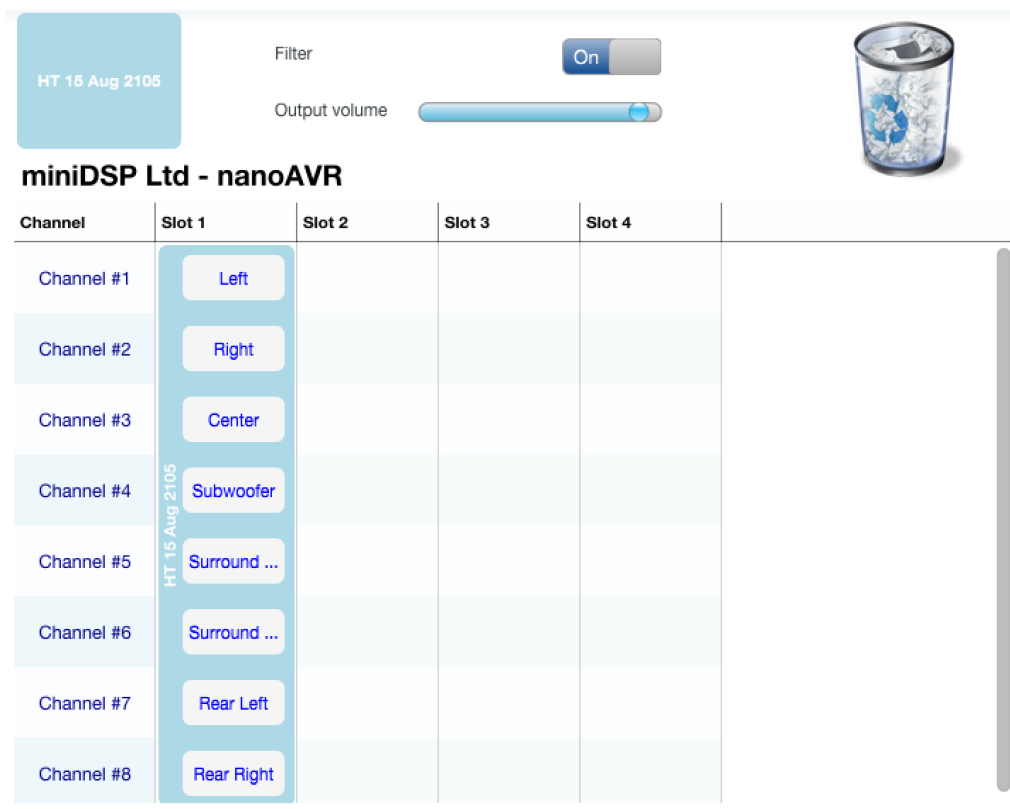 HT 15 Aug 2105
Filter
On
Output volume
miniDSP Ltd - nanoAVR
Channel Slot 1 Slot 2 Slot 3 Slot 4
Channel #1 Left
Channel #2 Right
Channel #3 Center
Channel #4 Subwoofer
HT 15 Aug 2105
Channel #5 Surround ...
Channel #6 Surround ...
Channel #7 Rear Left
Channel #8 Rear Right